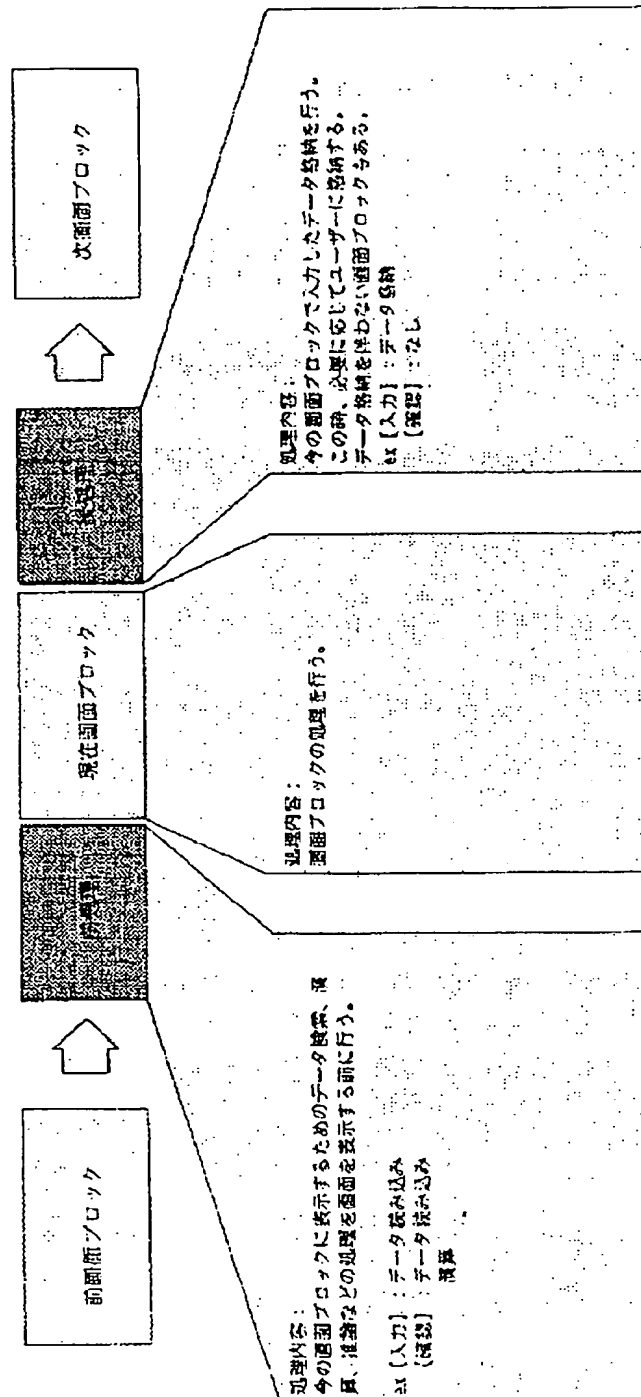 前画面ブロック
前処理
現在画面ブロック
後処理
次画面ブロック
処理内容:
今の画面ブロックに表示するためのデータ検索、演
算、推論などの処理を画面を表示する前に行う。
ex [入力] : データ読み込み
[確認] : データ読み込み
演算
処理内容:
画面ブロックの処理を行う。
処理内容:
今の画面ブロックで入力したデータ格納を行う。
この時、必要に応じてユーザーに格納する。
データ格納を伴わない画面ブロックもある。
ex [入力] : データ格納
[確認] : なし